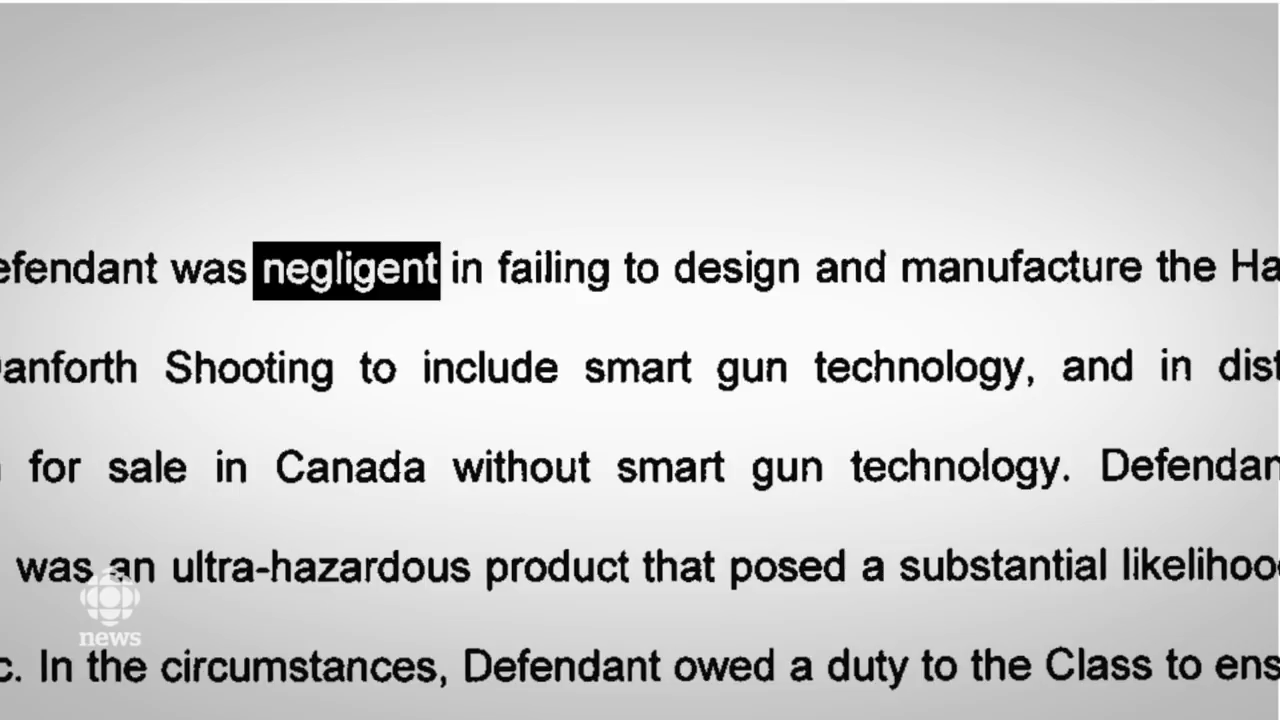 efendant was negligent in failing to design and manufacture the Ha
anforth Shooting to include smart gun technology, and in dist
for sale in Canada without smart gun technology. Defendan
was an ultra-hazardous product that posed a substantial likelihoo
news
c. In the circumstances, Defendant owed a duty to the Class to ens